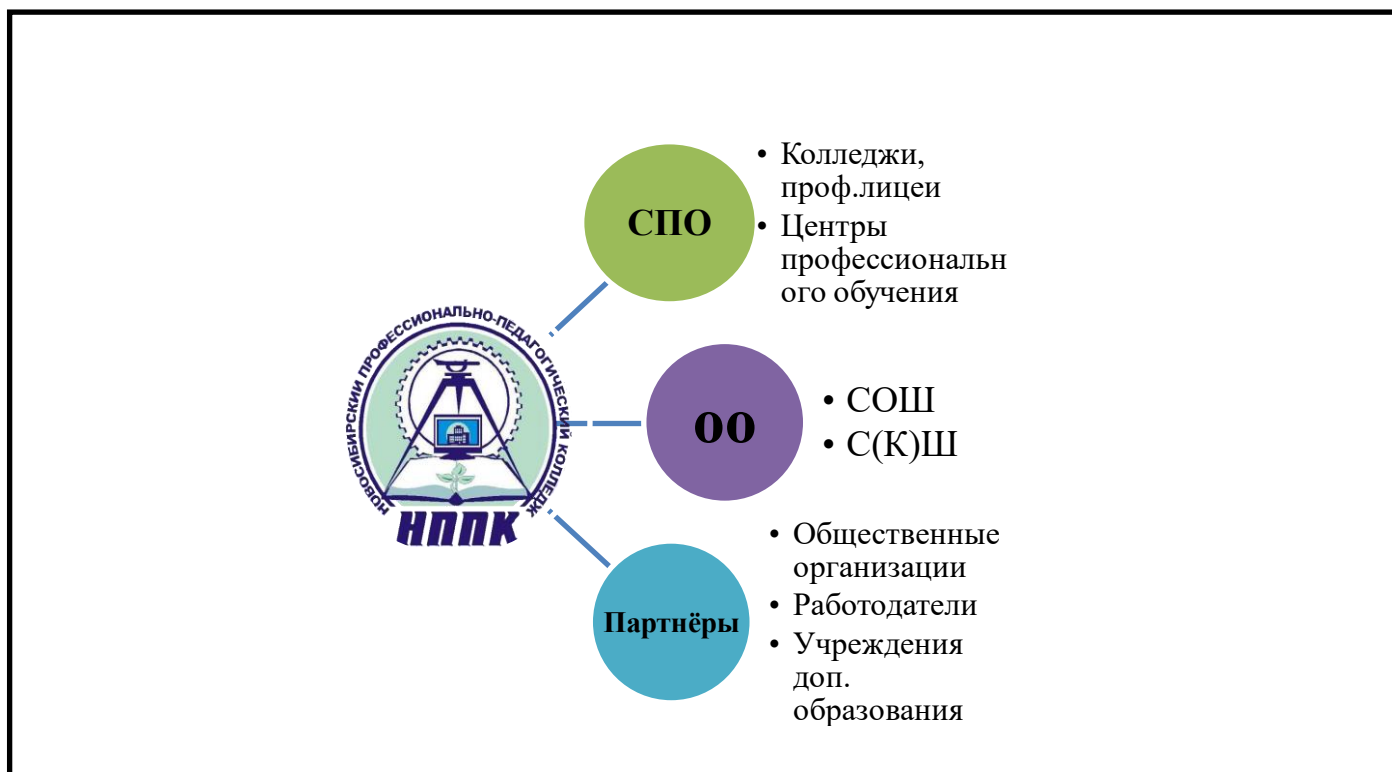 СПО
• Колледжи,
проф.лицеи
• Центры
профессиональн
ого обучения
НОВОСИБИРСКИЙ ПРОФЕССИОНАЛЬНО-ПЕДАГОГИЧЕСКИЙ КОЛЛЕДЖ
НППК
оо
• СОШ
• С(К)Ш
Партнёры
• Общественные
организации
• Работодатели
• Учреждения
доп.
образования